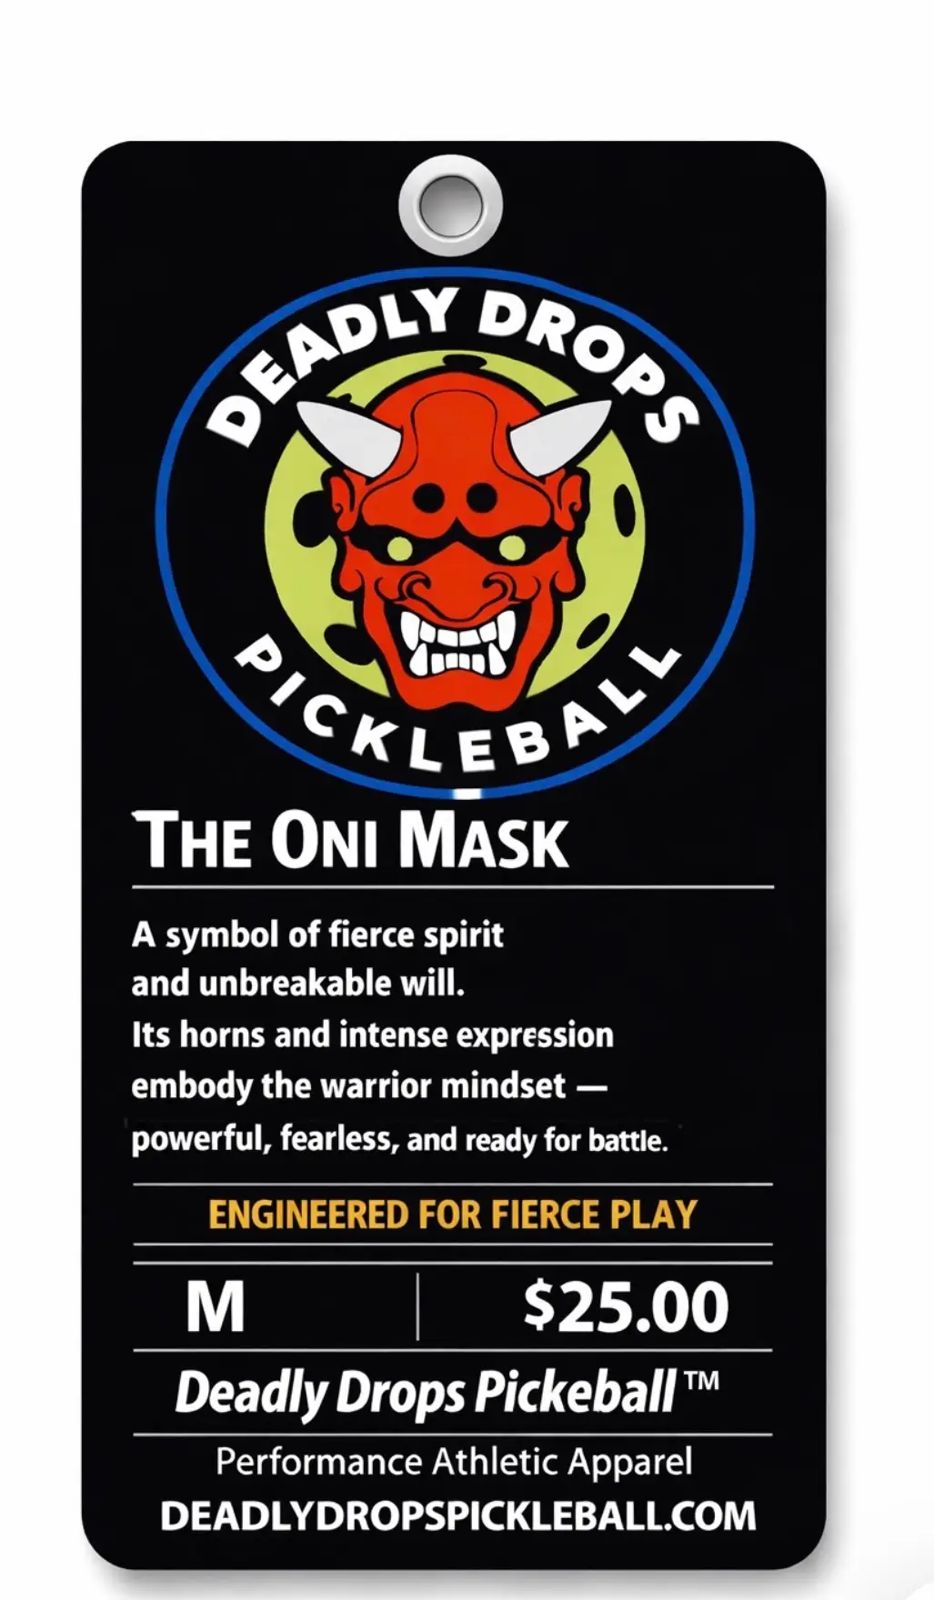 DEADLY DROPS
PICKLEBALL
THE ONI MASK
A symbol of fierce spirit
and unbreakable will.
Its horns and intense expression
embody the warrior mindset —
powerful, fearless, and ready for battle.
ENGINEERED FOR FIERCE PLAY
M $25.00
Deadly Drops Pickeball™
Performance Athletic Apparel
DEADLYDROPSPICKLEBALL.COM